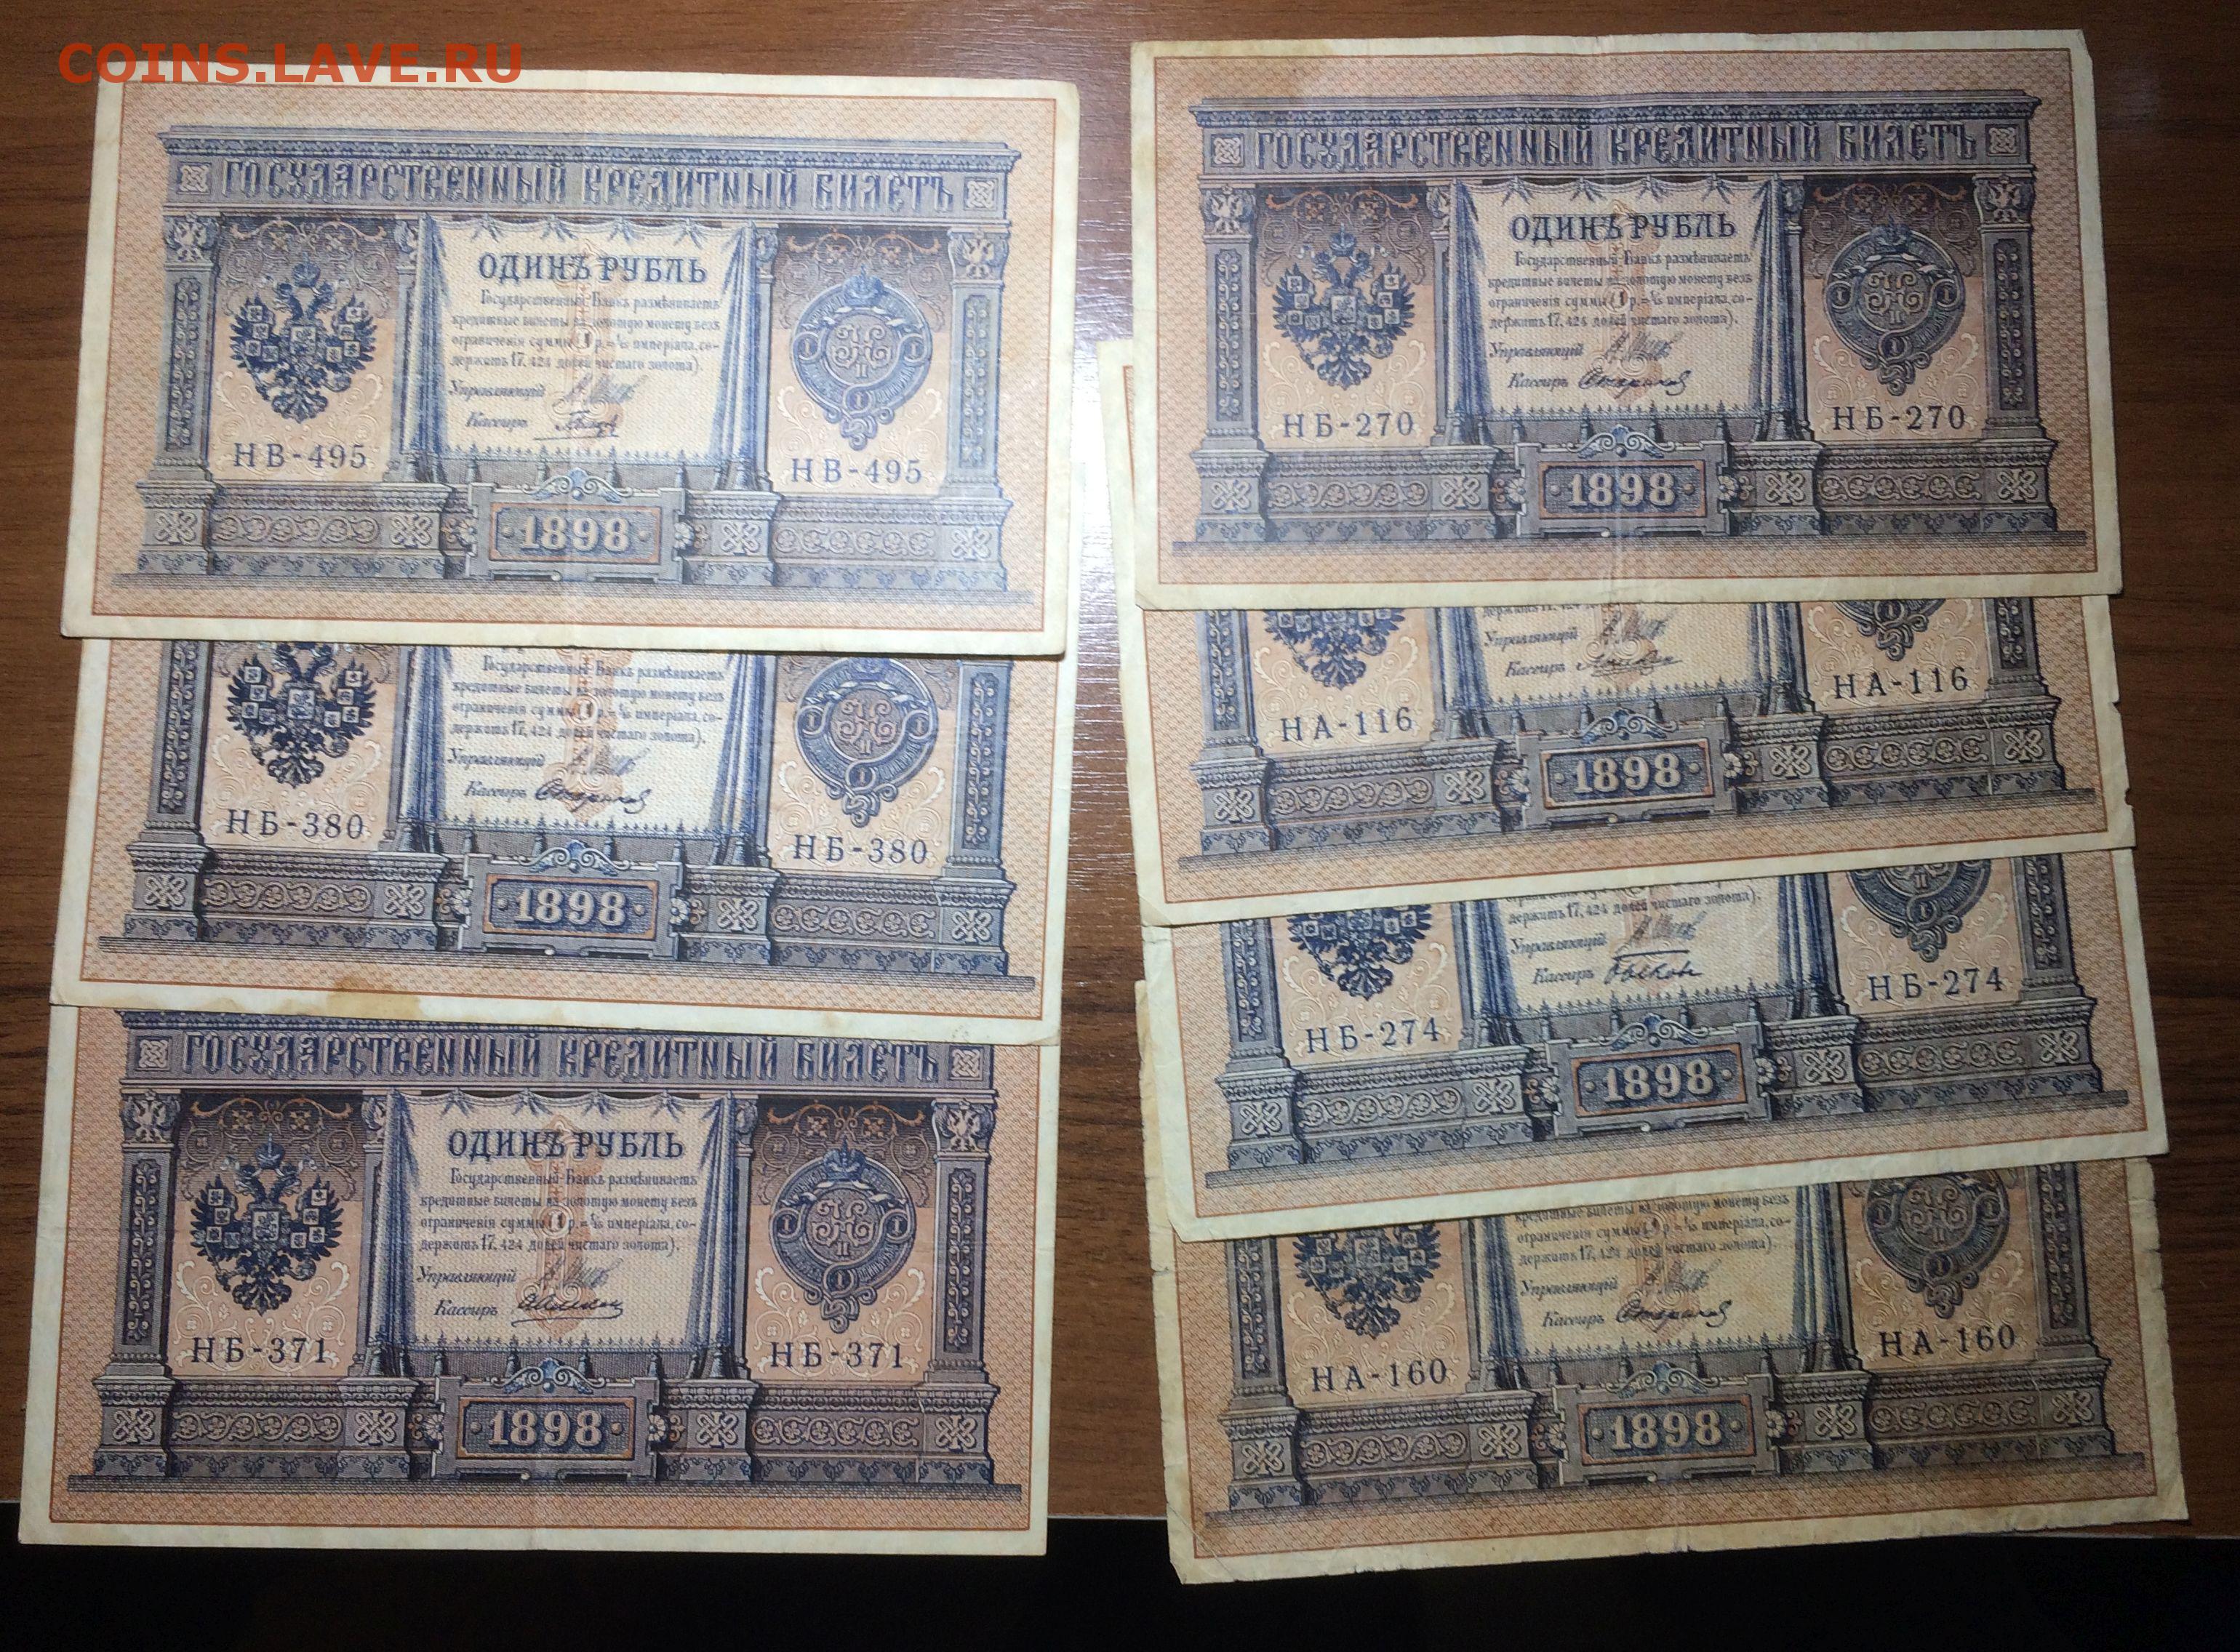 COINS.LAVE.RU
ГОСУДАРСТВЕННЫЙ КРЕДИТНЫЙ БИЛЕТЪ
ОДИНЪ РУБЛЬ
Государственный Банкъ размѣниваетъ
кредитные билеты на золотую монету безъ
ограниченія суммы (1 р.= 1/15 имперіала, со-
держитъ 17,424 долей чистаго золота).
Управляющій
Кассиръ
НВ-495 НВ-495
1898
Государственный Банкъ размѣниваетъ
кредитные билеты на золотую монету безъ
ограниченія суммы (1 р.= 1/15 имперіала, со-
держитъ 17,424 долей чистаго золота).
Управляющій
Кассиръ
НБ-380 НБ-380
1898
ГОСУДАРСТВЕННЫЙ КРЕДИТНЫЙ БИЛЕТЪ
ОДИНЪ РУБЛЬ
Государственный Банкъ размѣниваетъ
кредитные билеты на золотую монету безъ
ограниченія суммы (1 р.= 1/15 имперіала, со-
держитъ 17,424 долей чистаго золота).
Управляющій
Кассиръ
НБ-371 НБ-371
1898
ГОСУДАРСТВЕННЫЙ КРЕДИТНЫЙ БИЛЕТЪ
ОДИНЪ РУБЛЬ
Государственный Банкъ размѣниваетъ
кредитные билеты на золотую монету безъ
ограниченія суммы (1 р.= 1/15 имперіала, со-
держитъ 17,424 долей чистаго золота).
Управляющій
Кассиръ
НБ-270 НБ-270
1898
Управляющій
Кассиръ
НА-116 НА-116
1898
держитъ 17,424 долей чистаго золота).
Управляющій
Кассиръ
НБ-274 НБ-274
1898
кредитные билеты на золотую монету безъ
ограниченія суммы (1 р.= 1/15 имперіала, со-
держитъ 17,424 долей чистаго золота).
Управляющій
Кассиръ
НА-160 НА-160
1898